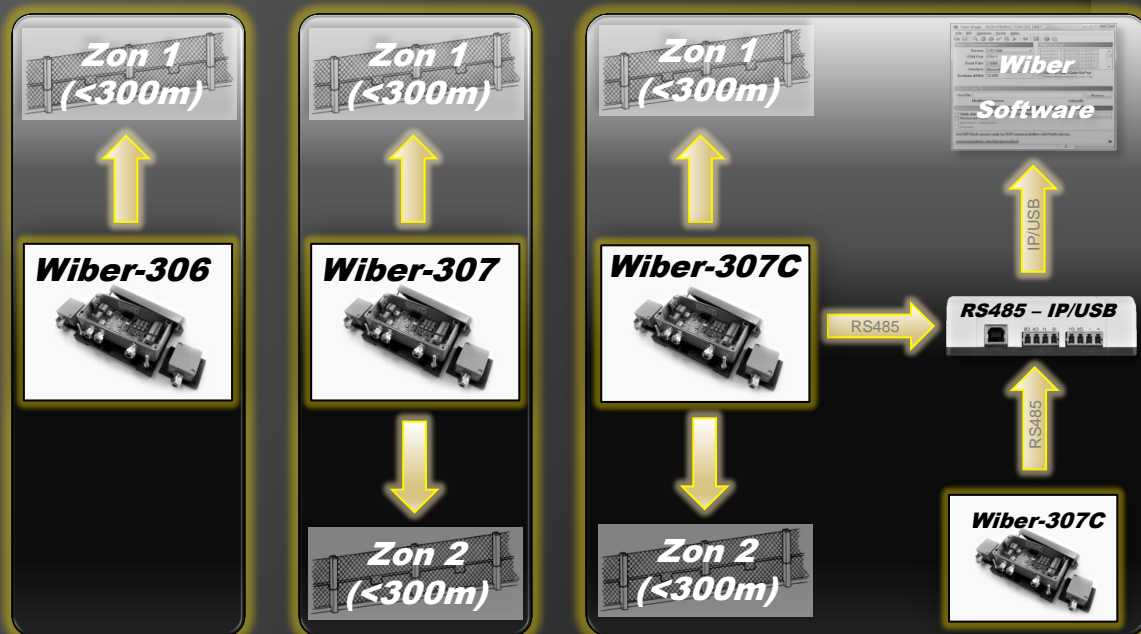 Zon 1
(<300m)
Wiber-306
Zon 1
(<300m)
Wiber-307
Zon 2
(<300m)
Zon 1
(<300m)
Wiber-307C
Zon 2
(<300m)
RS485
Wiber
Software
IP/USB
RS485 – IP/USB
RS485
Wiber-307C